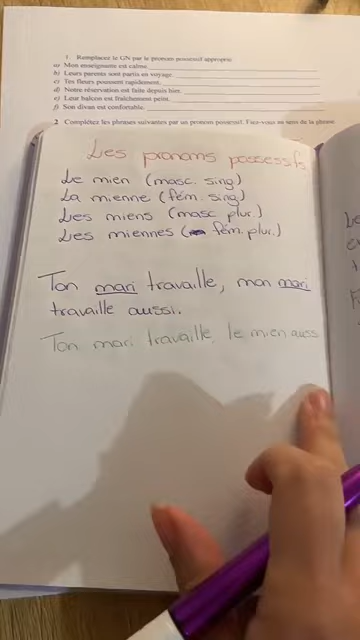 1. Remplacez le GN par le pronom possessif approprié.
a) Mon enseignante est calme.
b) Leurs parents sont partis en voyage.
c) Tes fleurs poussent rapidement.
d) Notre réservation est faite depuis hier.
e) Leur balcon est fraîchement peint.
f) Son divan est confortable.
2 Complétez les phrases suivantes par un pronom possessif. Fiez-vous au sens de la phrase.
Les pronoms possessifs
Le mien (masc. sing)
La mienne (fém. sing)
Les miens (masc plur.)
Les miennes (fém. plur.)
Ton mari travaille, mon mari
travaille aussi.
Ton mari travaille, le mien auss